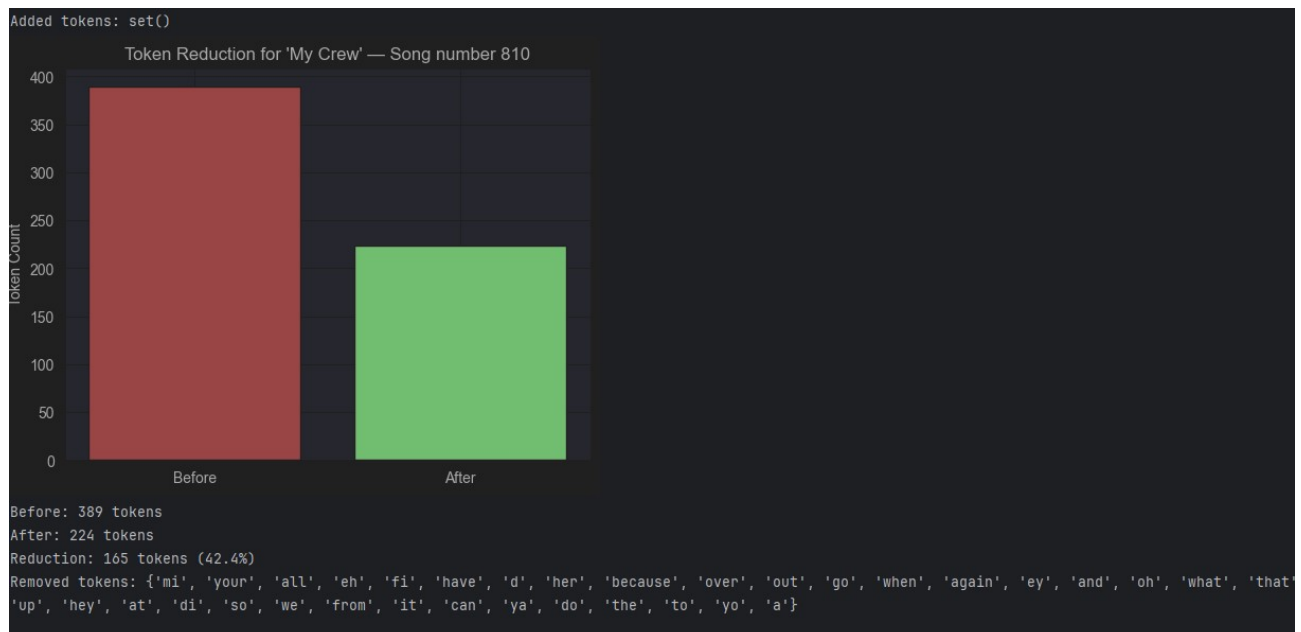 Added tokens: set()
Token Reduction for 'My Crew' — Song number 810
400
350
300
250
200
150
100
50
0
Token Count
Before
After
Before: 389 tokens
After: 224 tokens
Reduction: 165 tokens (42.4%)
Removed tokens: {'mi', 'your', 'all', 'eh', 'fi', 'have', 'd', 'her', 'because', 'over', 'out', 'go', 'when', 'again', 'ey', 'and', 'oh', 'what', 'that'
'up', 'hey', 'at', 'di', 'so', 'we', 'from', 'it', 'can', 'ya', 'do', 'the', 'to', 'yo', 'a'}